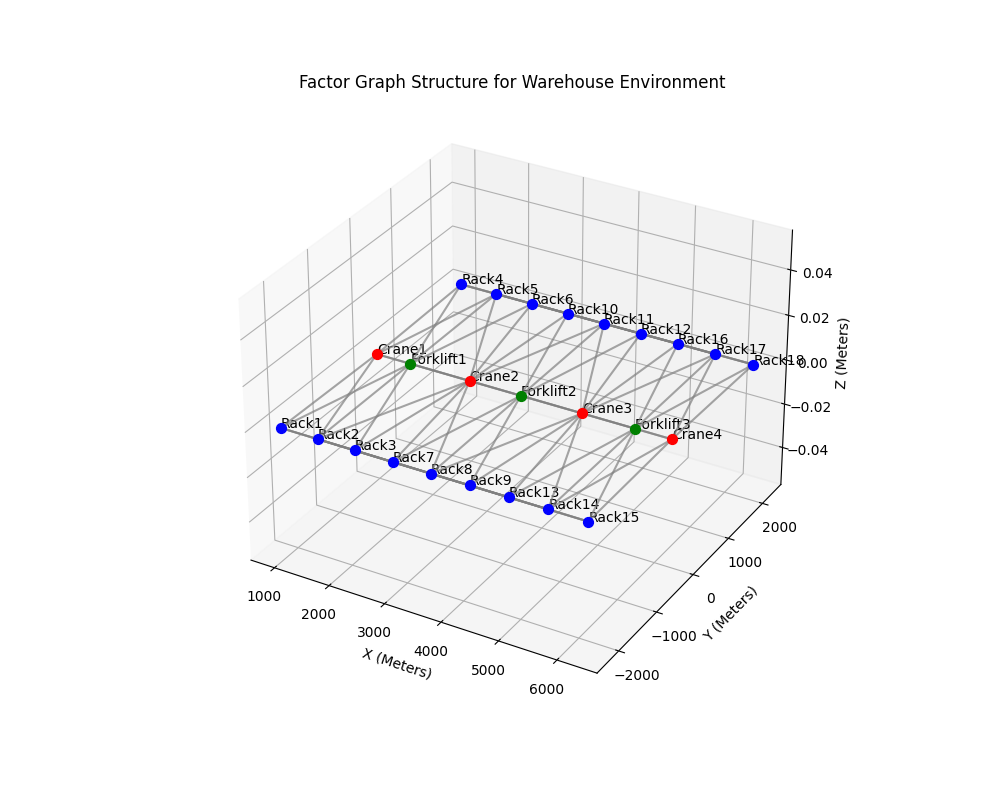 Factor Graph Structure for Warehouse Environment
Rack4
Rack5
Rack6
Rack10
Rack11
Rack12
Rack16
Rack17
Rack18
Crane1
Forklift1
Crane2
Forklift2
Crane3
Forklift3
Crane4
Rack1
Rack2
Rack3
Rack7
Rack8
Rack9
Rack13
Rack14
Rack15
0.04
0.02
0.00
−0.02
−0.04
Z (Meters)
2000
1000
0
−1000
−2000
Y (Meters)
1000
2000
3000
4000
5000
6000
X (Meters)